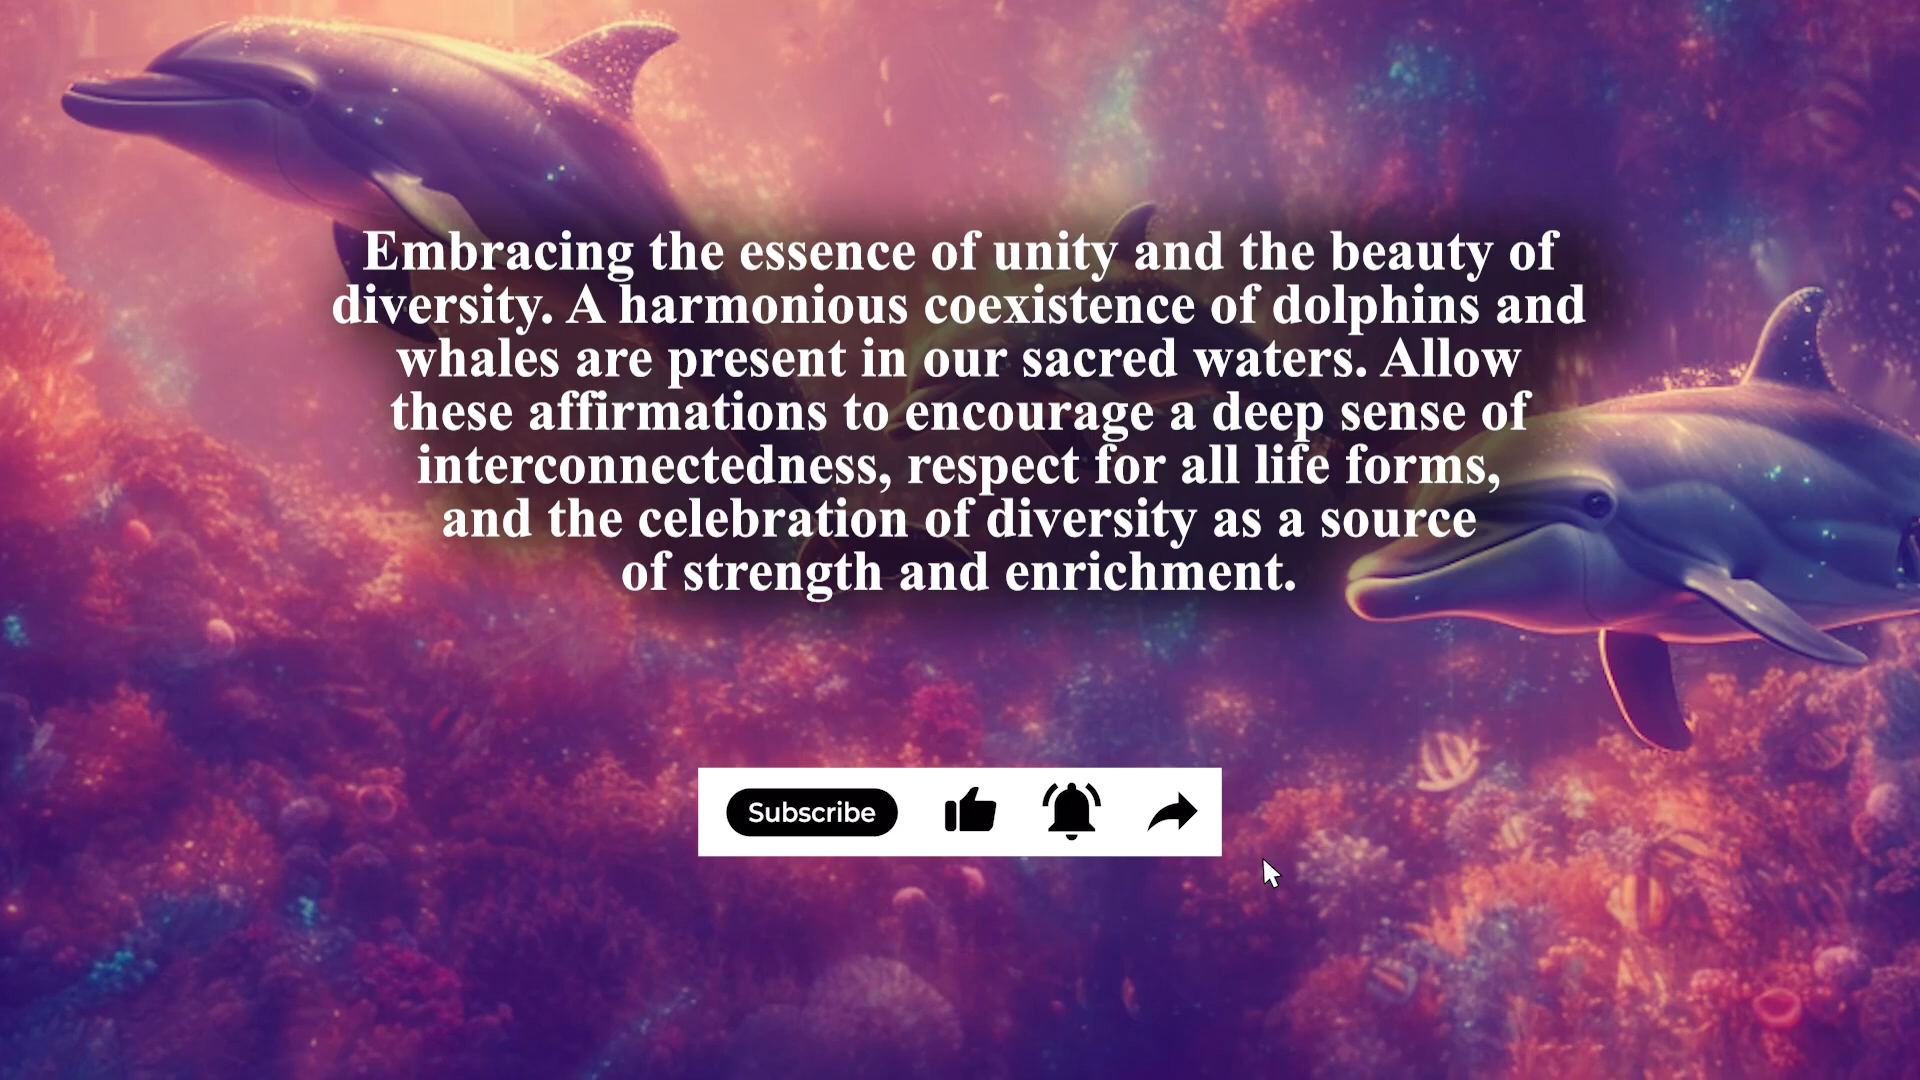 Embracing the essence of unity and the beauty of
diversity. A harmonious coexistence of dolphins and
whales are present in our sacred waters. Allow
these affirmations to encourage a deep sense of
interconnectedness, respect for all life forms,
and the celebration of diversity as a source
of strength and enrichment.
Subscribe